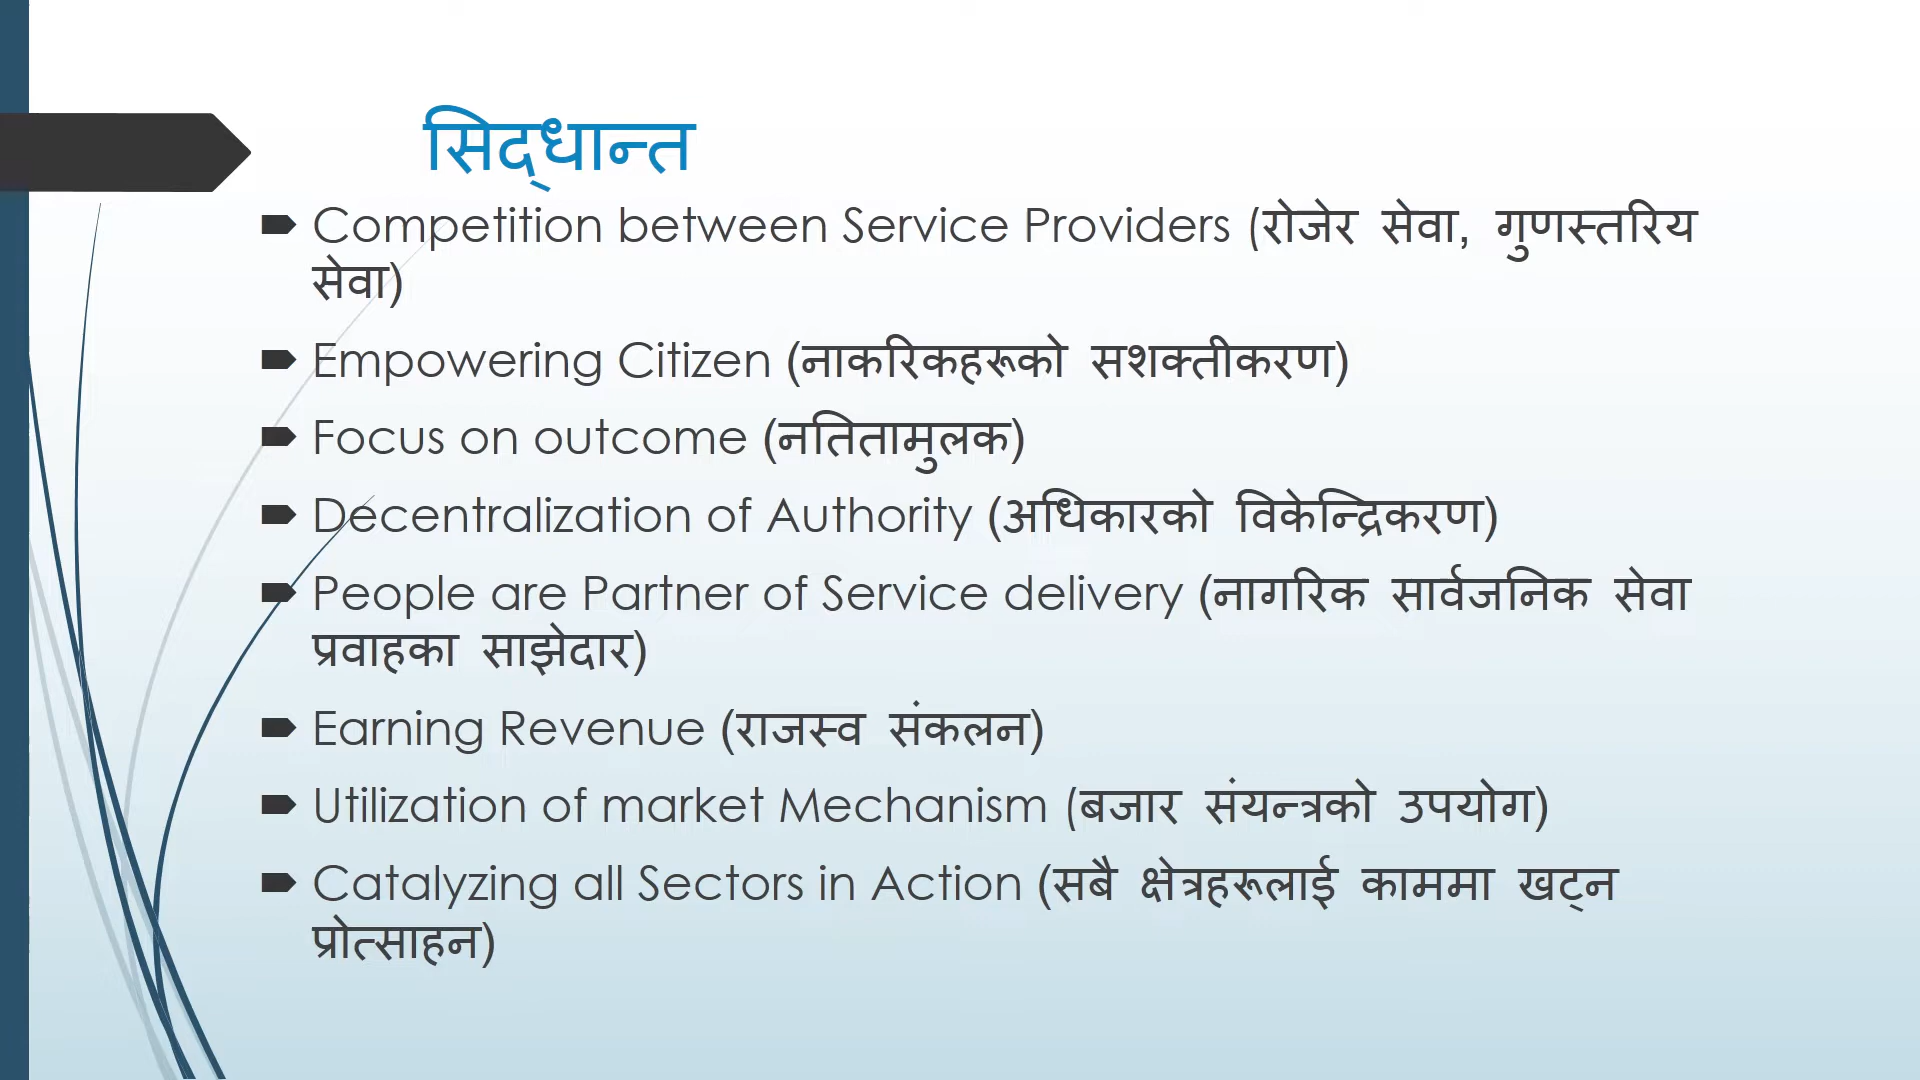 सिद्‌धान्त
Competition between Service Providers (रोजेर सेवा, गुणस्तरिय
सेवा)
Empowering Citizen (नाकरिकहरूको सशक्तीकरण)
Focus on outcome (नतितामुलक)
Decentralization of Authority (अधिकारको विकेन्द्रिकरण)
People are Partner of Service delivery (नागरिक सार्वजनिक सेवा
प्रवाहका साझेदार)
Earning Revenue (राजस्व संकलन)
Utilization of market Mechanism (बजार संयन्त्रको उपयोग)
Catalyzing all Sectors in Action (सबै क्षेत्रहरूलाई काममा खट्न
प्रोत्साहन)